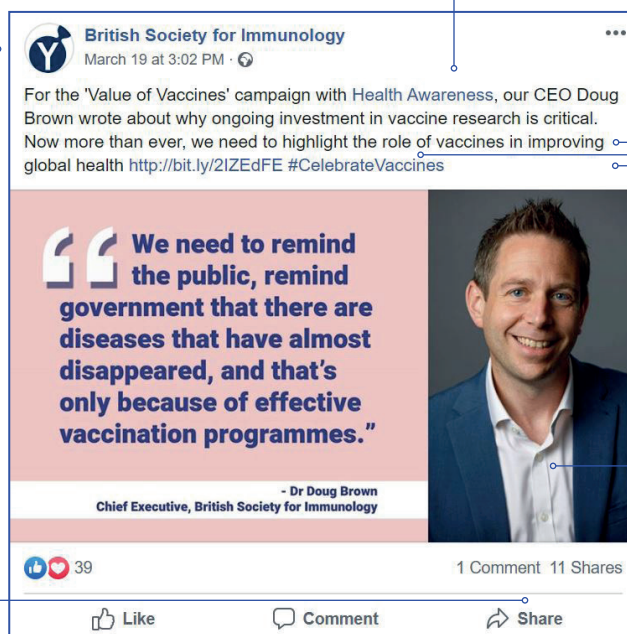 British Society for Immunology
March 19 at 3:02 PM ·
For the 'Value of Vaccines' campaign with Health Awareness, our CEO Doug
Brown wrote about why ongoing investment in vaccine research is critical.
Now more than ever, we need to highlight the role of vaccines in improving
global health http://bit.ly/2IZEdFE #CelebrateVaccines
We need to remind
the public, remind
government that there are
diseases that have almost
disappeared, and that's
only because of effective
vaccination programmes.”
- Dr Doug Brown
Chief Executive, British Society for Immunology
39
1 Comment 11 Shares
Like Comment Share